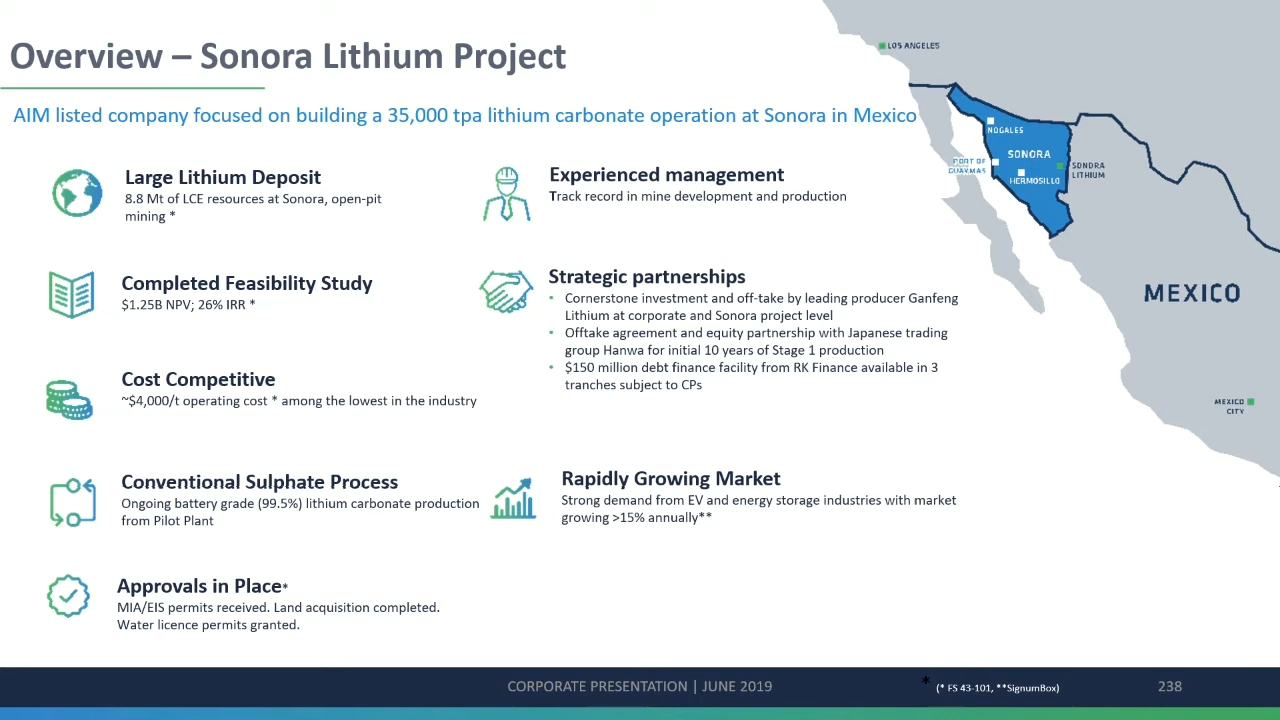 Overview – Sonora Lithium Project
AIM listed company focused on building a 35,000 tpa lithium carbonate operation at Sonora in Mexico
Large Lithium Deposit
8.8 Mt of LCE resources at Sonora, open-pit
mining *
Completed Feasibility Study
$1.25B NPV; 26% IRR *
Cost Competitive
~$4,000/t operating cost * among the lowest in the industry
Conventional Sulphate Process
Ongoing battery grade (99.5%) lithium carbonate production
from Pilot Plant
Approvals in Place*
MIA/EIS permits received. Land acquisition completed.
Water licence permits granted.
Experienced management
Track record in mine development and production
Strategic partnerships
• Cornerstone investment and off-take by leading producer Ganfeng
Lithium at corporate and Sonora project level
• Offtake agreement and equity partnership with Japanese trading
group Hanwa for initial 10 years of Stage 1 production
• $150 million debt finance facility from RK Finance available in 3
tranches subject to CPs
Rapidly Growing Market
Strong demand from EV and energy storage industries with market
growing >15% annually**
LOS ANGELES
NOGALES
SONORA
PORT OF
GUAYMAS
HERMOSILLO
SONORA
LITHIUM
MEXICO
MEXICO
CITY
CORPORATE PRESENTATION | JUNE 2019
* (* FS 43-101, **SignumBox)
238